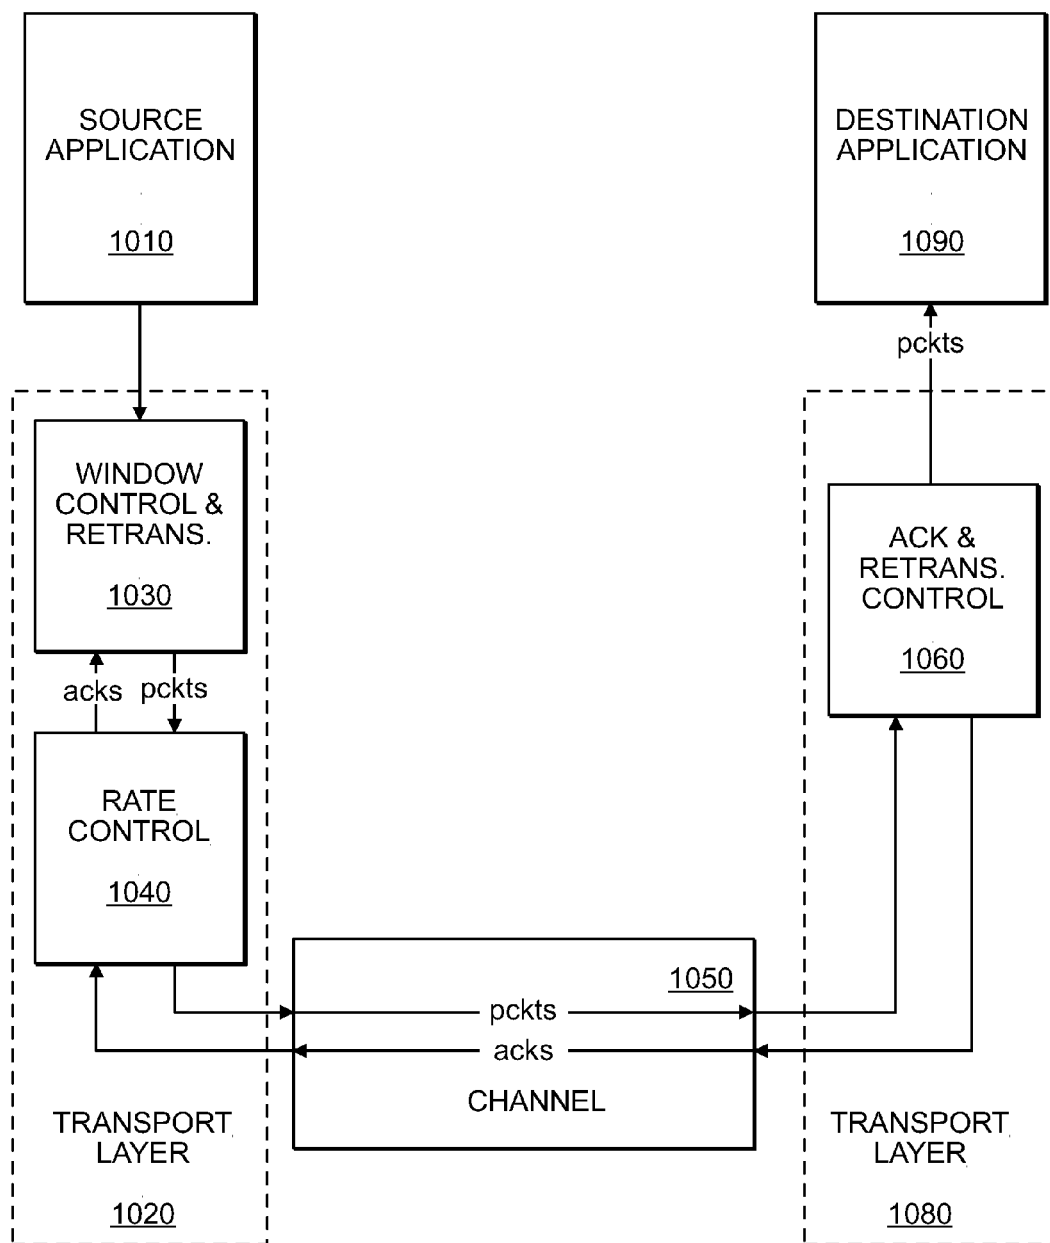 SOURCE
APPLICATION
1010
DESTINATION
APPLICATION
1090
pckts
WINDOW
CONTROL &
RETRANS.
1030
acks
pckts
RATE
CONTROL
1040
ACK &
RETRANS.
CONTROL
1060
1050
pckts
acks
CHANNEL
TRANSPORT
LAYER
1020
TRANSPORT
LAYER
1080